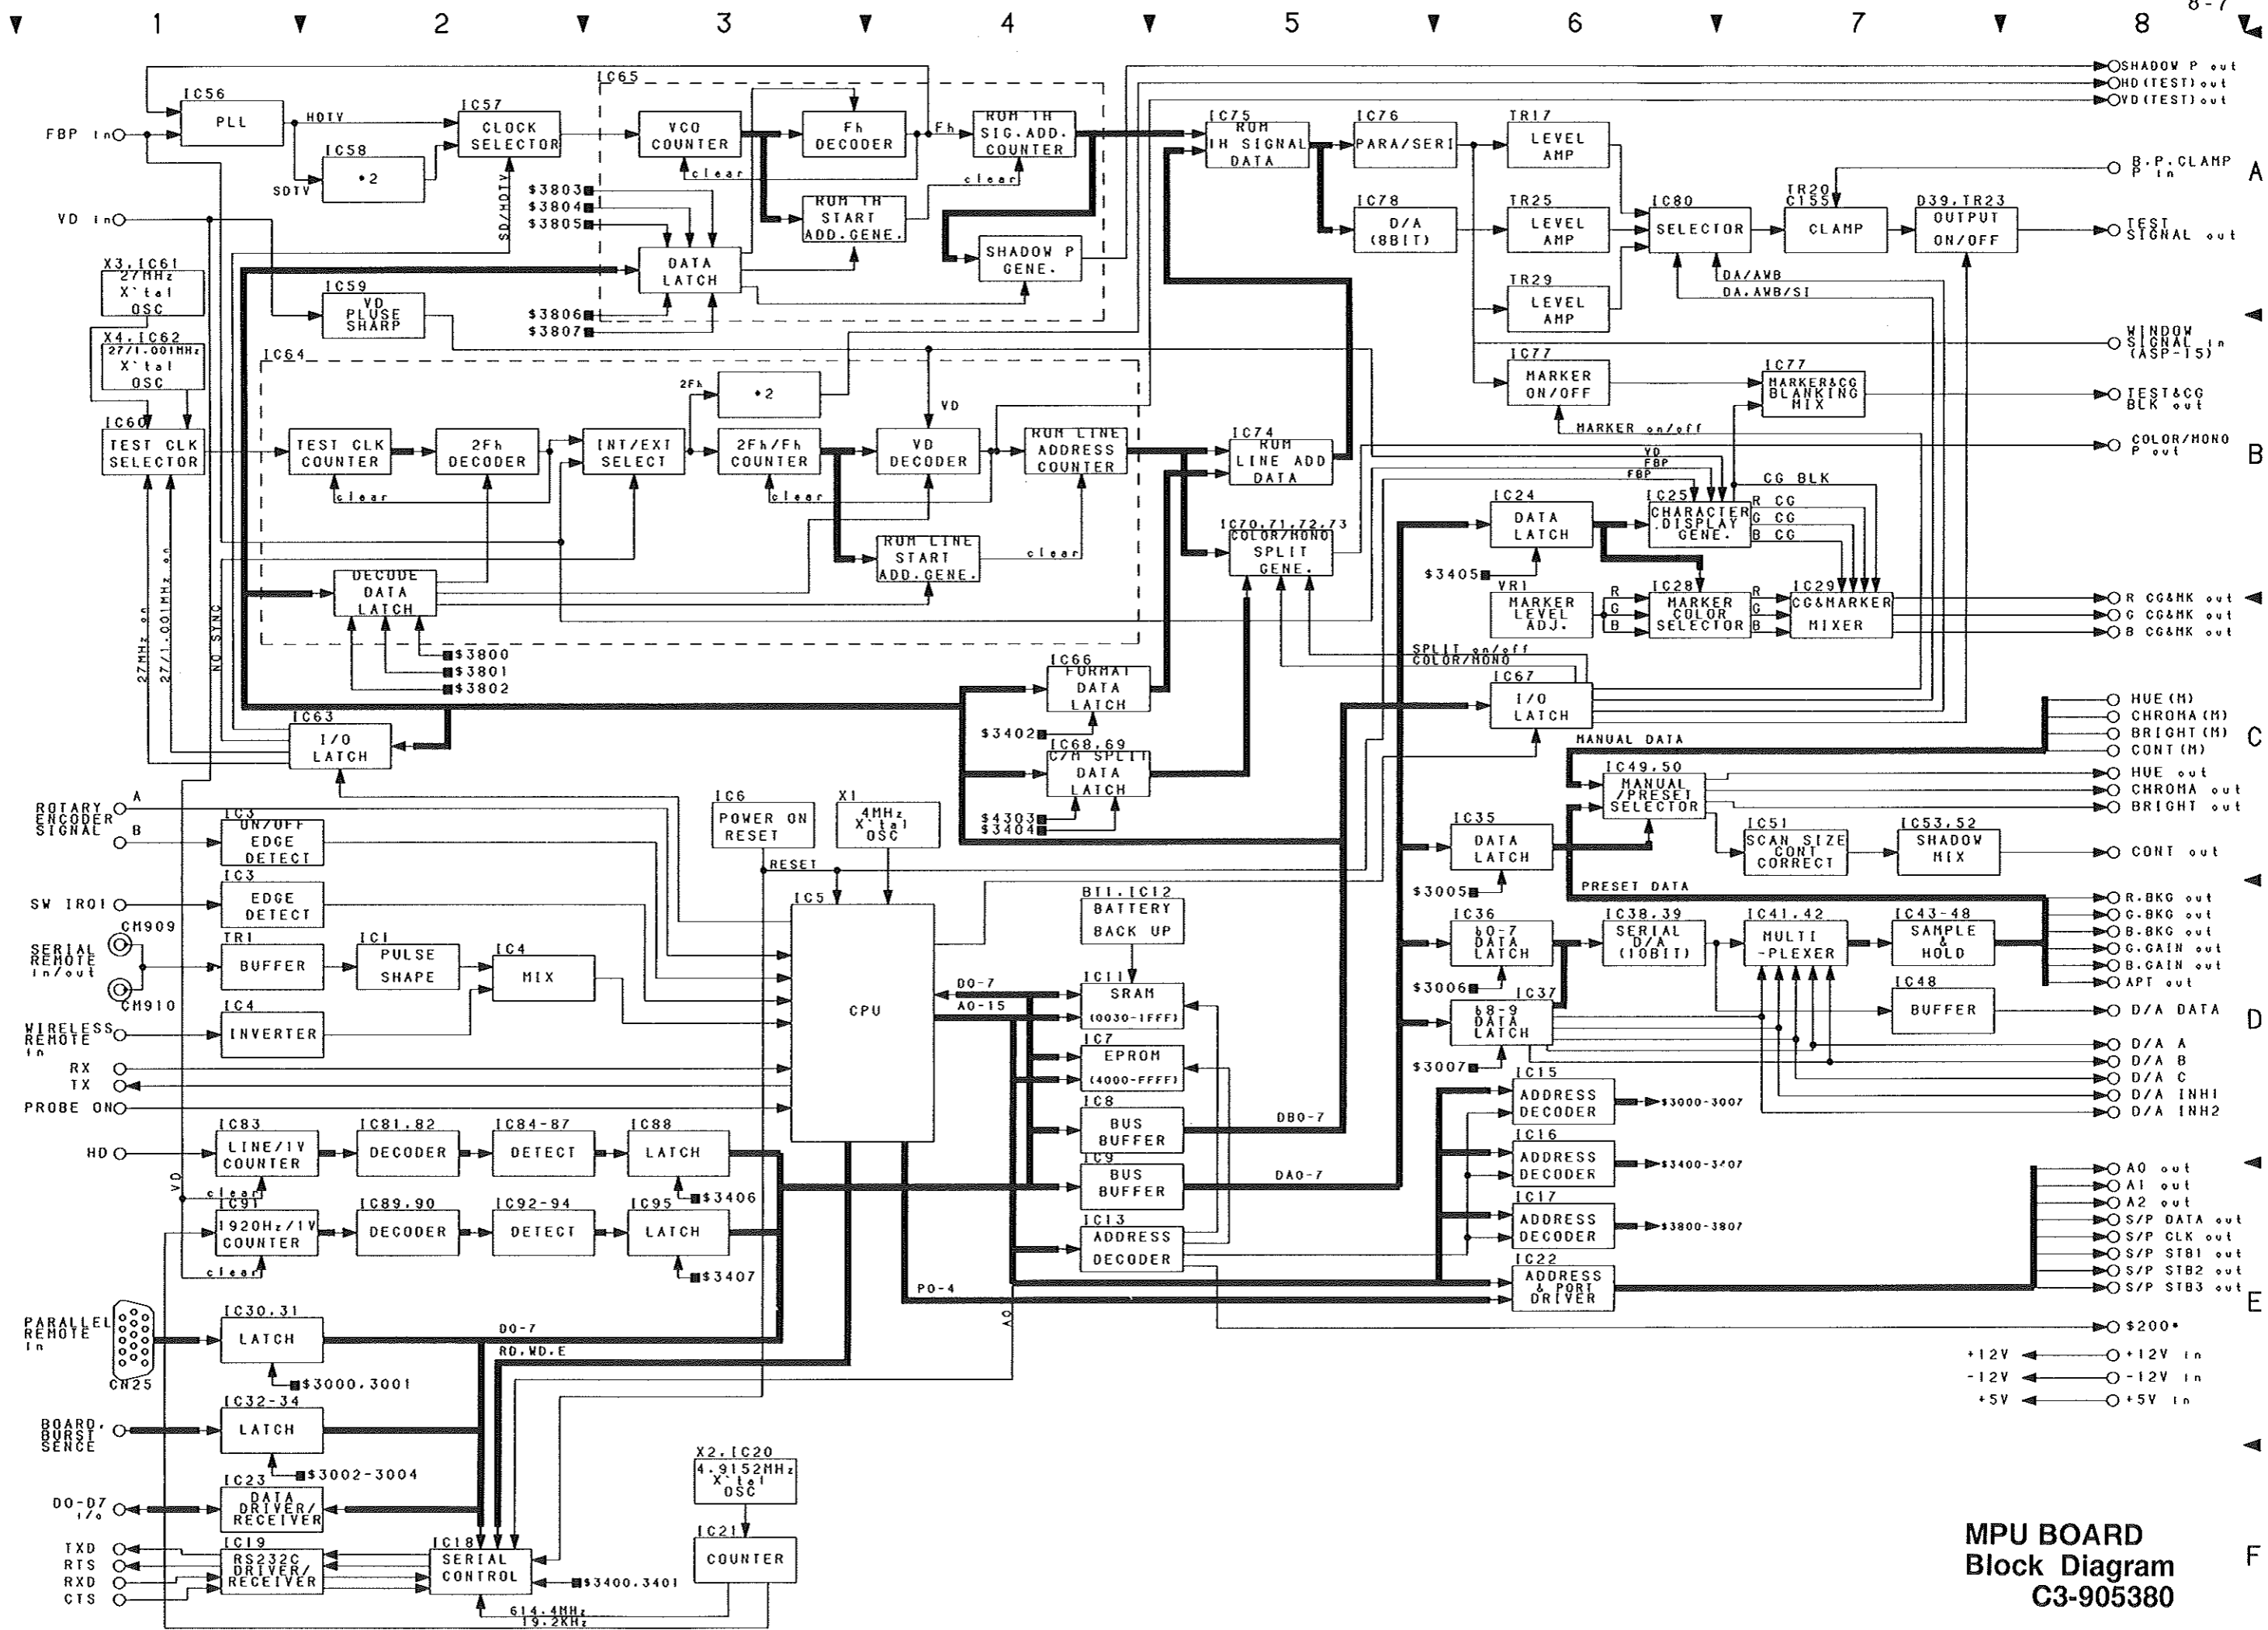 8-7
1 2 3 4 5 6 7 8
IC65
SHADOW P out
HD(TEST)out
VD(TEST)out
IC56
PLL
HDTV
IC57
CLOCK
SELECTOR
VCO
COUNTER
Fh
DECODER
Fh
ROM 1H
SIG.ADD.
COUNTER
IC75
ROM
1H SIGNAL
DATA
IC76
PARA/SERI
TR17
LEVEL
AMP
FBP in
IC58
*2
SDTV
clear
clear
B.P.CLAMP
P in
A
$3803
$3804
$3805
ROM 1H
START
ADD.GENE.
IC78
D/A
(8BIT)
TR25
LEVEL
AMP
IC80
SELECTOR
TR20
C155
CLAMP
D39,TR23
OUTPUT
ON/OFF
TEST
SIGNAL out
VD in
SD/HDTV
DATA
LATCH
SHADOW P
GENE.
X3,IC61
27MHz
X`tal
OSC
IC59
VD
PLUSE
SHARP
TR29
LEVEL
AMP
DA/AWB
DA,AWB/SI
$3806
$3807
X4,IC62
27/1.001MHz
X`tal
OSC
IC64
WINDOW
SIGNAL in
(ASP-15)
2Fh
*2
VD
IC77
MARKER
ON/OFF
IC77
MARKER&CG
BLANKING
MIX
TEST&CG
BLK out
IC60
TEST CLK
SELECTOR
TEST CLK
COUNTER
2Fh
DECODER
INT/EXT
SELECT
2Fh/Fh
COUNTER
VD
DECODER
ROM LINE
ADDRESS
COUNTER
IC74
ROM
LINE ADD
DATA
MARKER on/off
COLOR/MONO
P out
B
VD
FBP
FBP
clear
clear
CG BLK
IC24
DATA
LATCH
IC25
CHARACTER
.DISPLAY
GENE.
R CG
G CG
B CG
ROM LINE
START
ADD.GENE.
clear
IC70,71,72,73
COLOR/MONO
SPLIT
GENE.
$3405
DECODE
DATA
LATCH
VR1
MARKER
LEVEL
ADJ.
R
G
B
IC28
MARKER
COLOR
SELECTOR
R
G
B
IC29
CG&MARKER
MIXER
R CG&MK out
G CG&MK out
B CG&MK out
27MHz on
27/1.001MHz on
NO SYNC
$3800
$3801
$3802
SPLIT on/off
COLOR/MONO
IC66
FORMAT
DATA
LATCH
IC67
I/O
LATCH
IC63
I/O
LATCH
$3402
HUE(M)
CHROMA(M)
BRIGHT(M)
CONT(M)
C
MANUAL DATA
IC68,69
C/M SPLIT
DATA
LATCH
$4303
$3404
IC49,50
MANUAL
/PRESET
SELECTOR
HUE out
CHROMA out
BRIGHT out
ROTARY
ENCODER
SIGNAL
A
B
IC3
ON/OFF
EDGE
DETECT
IC6
POWER ON
RESET
X1
4MHz
X`tal
OSC
IC35
DATA
LATCH
IC51
SCAN SIZE
CONT
CORRECT
IC53,52
SHADOW
MIX
CONT out
RESET
$3005
PRESET DATA
SW IRQ1
IC3
EDGE
DETECT
IC5
CPU
BT1,IC12
BATTERY
BACK UP
R.BKG out
G.BKG out
B.BKG out
G.GAIN out
B.GAIN out
APT out
SERIAL
REMOTE
in/out
CM909
CM910
TR1
BUFFER
IC1
PULSE
SHAPE
IC4
MIX
IC36
b0-7
DATA
LATCH
IC38,39
SERIAL
D/A
(10BIT)
IC41,42
MULTI
-PLEXER
IC43-48
SAMPLE
&
HOLD
D0-7
A0-15
IC11
SRAM
(0030-1FFF)
$3006
WIRELESS
REMOTE
in
IC4
INVERTER
IC37
b8-9
DATA
LATCH
IC48
BUFFER
D/A DATA
D
RX
TX
IC7
EPROM
(4000-FFFF)
$3007
D/A A
D/A B
D/A C
D/A INH1
D/A INH2
PROBE ON
IC15
ADDRESS
DECODER
$3000-3007
HD
IC83
LINE/1V
COUNTER
IC81,82
DECODER
IC84-87
DETECT
IC88
LATCH
IC8
BUS
BUFFER
DB0-7
IC16
ADDRESS
DECODER
$3400-3407
VD
clear
$3406
IC9
BUS
BUFFER
DA0-7
IC91
1920Hz/1V
COUNTER
IC89,90
DECODER
IC92-94
DETECT
IC95
LATCH
IC13
ADDRESS
DECODER
IC17
ADDRESS
DECODER
$3800-3807
A0 out
A1 out
A2 out
S/P DATA out
S/P CLK out
S/P STB1 out
S/P STB2 out
S/P STB3 out
clear
$3407
P0-4
IC22
ADDRESS
& PORT
DRIVER
E
PARALLEL
REMOTE
in
CN25
IC30,31
LATCH
D0-7
RD,WD,E
A0
$200*
+12V
+12V in
-12V
-12V in
+5V
+5V in
$3000,3001
BOARD,
BURST
SENCE
IC32-34
LATCH
$3002-3004
X2,IC20
4.9152MHz
X`tal
OSC
D0-D7
i/o
IC23
DATA
DRIVER/
RECEIVER
TXD
RTS
RXD
CTS
IC19
RS232C
DRIVER/
RECEIVER
IC18
SERIAL
CONTROL
IC21
COUNTER
$3400,3401
614.4MHz
19.2KHz
MPU BOARD
Block Diagram
C3-905380
F